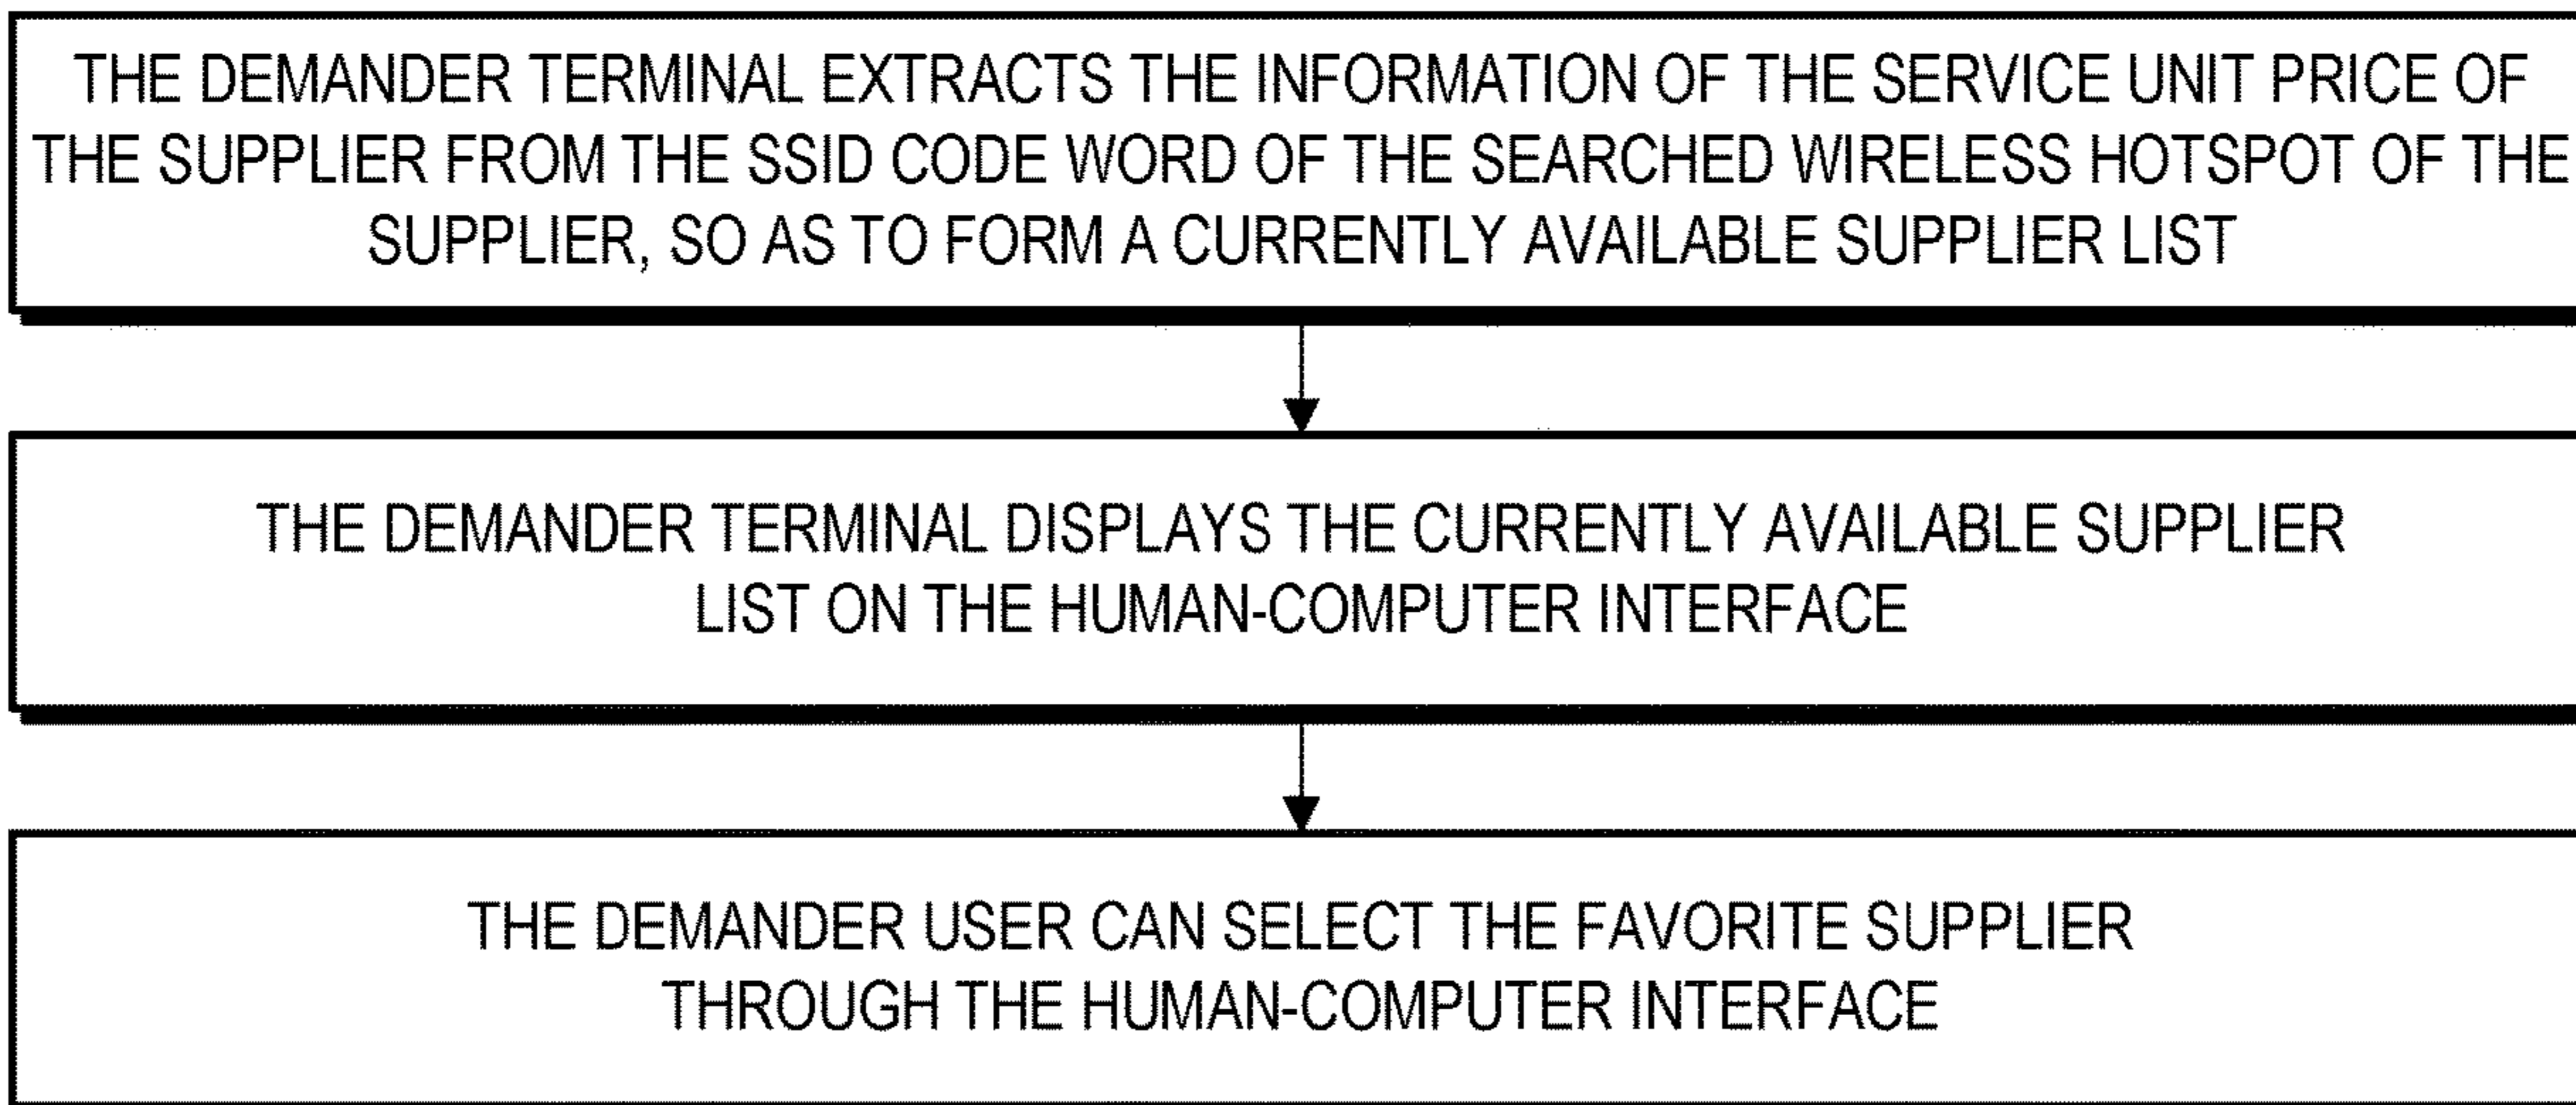 THE DEMANDER TERMINAL EXTRACTS THE INFORMATION OF THE SERVICE UNIT PRICE OF
THE SUPPLIER FROM THE SSID CODE WORD OF THE SEARCHED WIRELESS HOTSPOT OF THE
SUPPLIER, SO AS TO FORM A CURRENTLY AVAILABLE SUPPLIER LIST
THE DEMANDER TERMINAL DISPLAYS THE CURRENTLY AVAILABLE SUPPLIER
LIST ON THE HUMAN-COMPUTER INTERFACE
THE DEMANDER USER CAN SELECT THE FAVORITE SUPPLIER
THROUGH THE HUMAN-COMPUTER INTERFACE